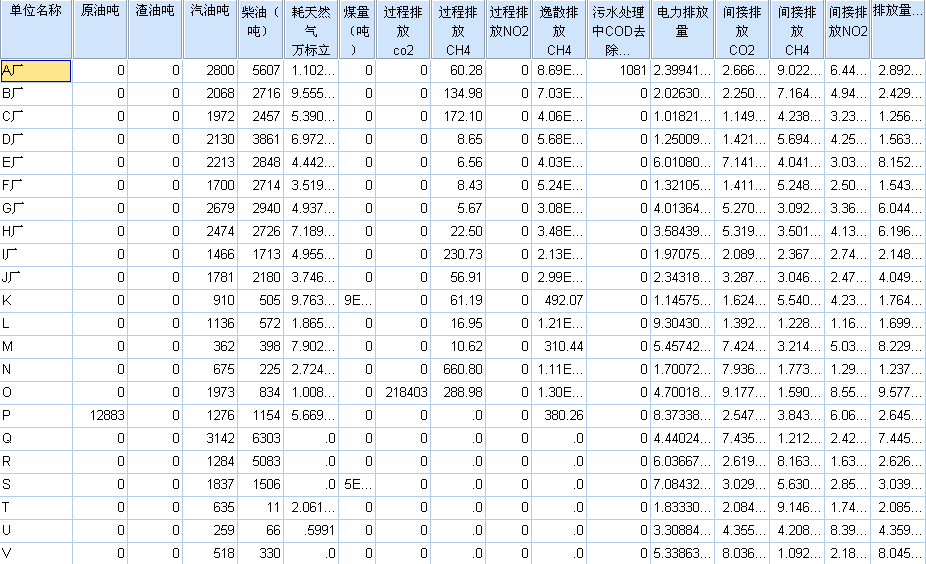 单位名称 原油吨 渣油吨 汽油吨 柴油（吨） 耗天然气万标立 煤量（吨） 过程排放co2 过程排放CH4 过程排放NO2 逸散排放CH4 污水处理中COD去除... 电力排放量 间接排放CO2 间接排放CH4 间接排放NO2 排放量...
A厂 0 0 2800 5607 1.102... 0 0 60.28 0 8.69E... 1081 2.39941... 2.666... 9.022... 6.44... 2.892...
B厂 0 0 2068 2716 9.555... 0 0 134.98 0 7.03E... 0 2.02630... 2.250... 7.164... 4.94... 2.429...
C厂 0 0 1972 2457 5.390... 0 0 172.10 0 4.06E... 0 1.01821... 1.149... 4.238... 3.23... 1.256...
D厂 0 0 2130 3861 6.972... 0 0 8.65 0 5.68E... 0 1.25009... 1.421... 5.694... 4.25... 1.563...
E厂 0 0 2213 2848 4.442... 0 0 6.56 0 4.03E... 0 6.01080... 7.141... 4.041... 3.03... 8.152...
F厂 0 0 1700 2714 3.519... 0 0 8.43 0 5.24E... 0 1.32105... 1.411... 5.248... 2.50... 1.543...
G厂 0 0 2679 2940 4.937... 0 0 5.67 0 3.08E... 0 4.01364... 5.270... 3.092... 3.36... 6.044...
H厂 0 0 2474 2726 7.189... 0 0 22.50 0 3.48E... 0 3.58439... 5.319... 3.501... 4.13... 6.196...
I厂 0 0 1466 1713 4.955... 0 0 230.73 0 2.13E... 0 1.97075... 2.089... 2.367... 2.74... 2.148...
J厂 0 0 1781 2180 3.746... 0 0 56.91 0 2.99E... 0 2.34318... 3.287... 3.046... 2.47... 4.049...
K 0 0 910 505 9.763... 9E... 0 61.19 0 492.07 0 1.14575... 1.624... 5.540... 4.23... 1.764...
L 0 0 1136 572 1.865... 0 0 16.95 0 1.21E... 0 9.30430... 1.392... 1.228... 1.16... 1.699...
M 0 0 362 398 7.902... 0 0 10.62 0 310.44 0 5.45742... 7.424... 3.214... 5.03... 8.229...
N 0 0 675 225 2.724... 0 0 660.80 0 1.11E... 0 1.70072... 7.936... 1.773... 1.29... 1.237...
O 0 0 1973 834 1.008... 0 218403 288.98 0 1.30E... 0 4.70018... 9.177... 1.590... 8.55... 9.577...
P 12883 0 1276 1154 5.669... 0 0 .0 0 380.26 0 8.37338... 2.547... 3.843... 6.06... 2.645...
Q 0 0 3142 6303 .0 0 0 .0 0 .0 0 4.44024... 7.435... 1.212... 2.42... 7.445...
R 0 0 1284 5083 .0 0 0 .0 0 .0 0 6.03667... 2.619... 8.163... 1.63... 2.626...
S 0 0 1837 1506 .0 5E... 0 .0 0 .0 0 7.08432... 3.029... 5.630... 2.85... 3.039...
T 0 0 635 11 2.061... 0 0 .0 0 .0 0 1.83330... 2.084... 9.146... 1.74... 2.085...
U 0 0 259 66 .5991 0 0 .0 0 .0 0 3.30884... 4.355... 4.208... 8.39... 4.359...
V 0 0 518 330 .0 0 0 .0 0 .0 0 5.33863... 8.036... 1.092... 2.18... 8.045...